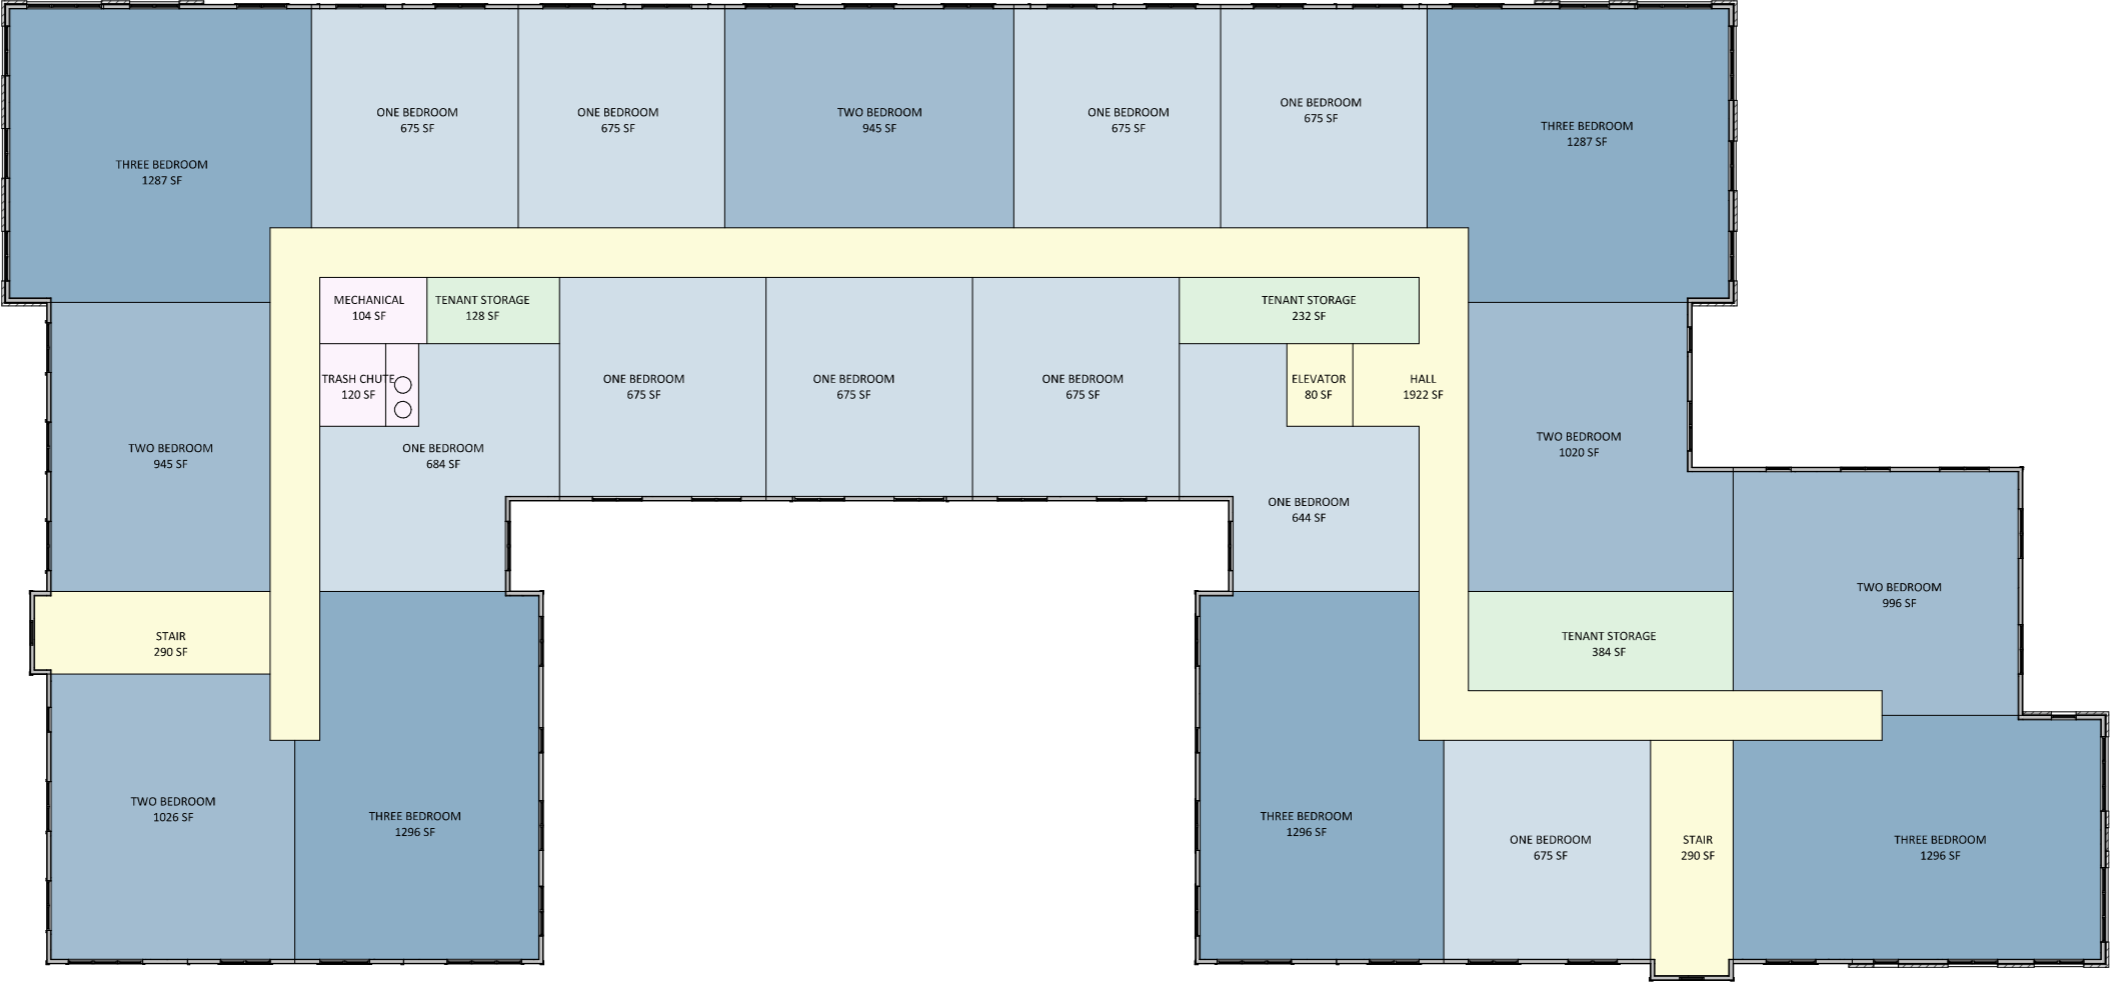 ONE BEDROOM
675 SF
ONE BEDROOM
675 SF
TWO BEDROOM
945 SF
ONE BEDROOM
675 SF
ONE BEDROOM
675 SF
THREE BEDROOM
1287 SF
THREE BEDROOM
1287 SF
MECHANICAL
104 SF
TENANT STORAGE
128 SF
TENANT STORAGE
232 SF
TRASH CHUTE
120 SF
ONE BEDROOM
675 SF
ONE BEDROOM
675 SF
ONE BEDROOM
675 SF
ELEVATOR
80 SF
HALL
1922 SF
TWO BEDROOM
945 SF
ONE BEDROOM
684 SF
TWO BEDROOM
1020 SF
ONE BEDROOM
644 SF
TWO BEDROOM
996 SF
STAIR
290 SF
TENANT STORAGE
384 SF
TWO BEDROOM
1026 SF
THREE BEDROOM
1296 SF
THREE BEDROOM
1296 SF
ONE BEDROOM
675 SF
STAIR
290 SF
THREE BEDROOM
1296 SF